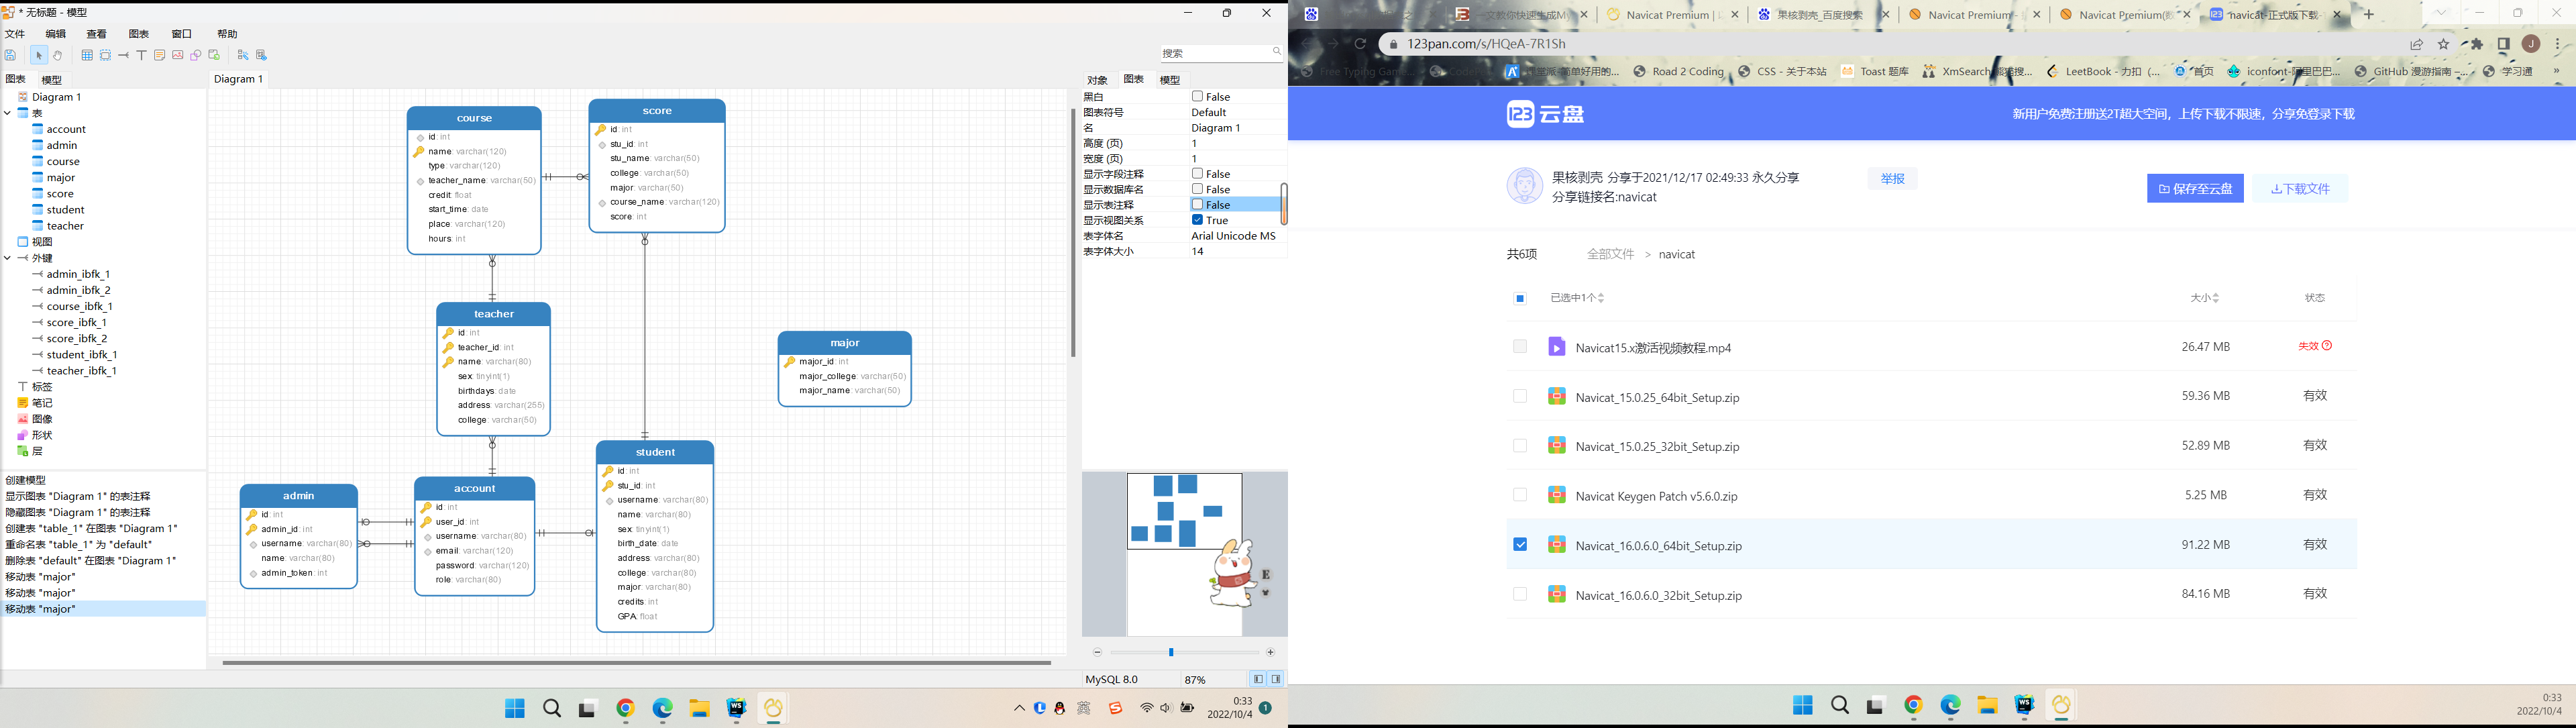 * 无标题 - 模型
文件 编辑 查看 图表 窗口 帮助
搜索
图表 模型
Diagram 1
表
account
admin
course
major
score
student
teacher
视图
外键
admin_ibfk_1
admin_ibfk_2
course_ibfk_1
score_ibfk_1
score_ibfk_2
student_ibfk_1
teacher_ibfk_1
标签
笔记
图像
形状
层
创建模型
显示图表 "Diagram 1" 的表注释
隐藏图表 "Diagram 1" 的表注释
创建表 "table_1" 在图表 "Diagram 1"
重命名表 "table_1" 为 "default"
删除表 "default" 在图表 "Diagram 1"
移动表 "major"
移动表 "major"
移动表 "major"
Diagram 1
course
id: int
name: varchar(120)
type: varchar(120)
teacher_name: varchar(50)
credit: float
start_time: date
place: varchar(120)
hours: int
score
id: int
stu_id: int
stu_name: varchar(50)
college: varchar(50)
major: varchar(50)
course_name: varchar(120)
score: int
teacher
id: int
teacher_id: int
name: varchar(80)
sex: tinyint(1)
birthdays: date
address: varchar(255)
college: varchar(50)
major
major_id: int
major_college: varchar(50)
major_name: varchar(50)
admin
id: int
admin_id: int
username: varchar(80)
name: varchar(80)
admin_token: int
account
id: int
user_id: int
username: varchar(80)
email: varchar(120)
password: varchar(120)
role: varchar(80)
student
id: int
stu_id: int
username: varchar(80)
name: varchar(80)
sex: tinyint(1)
birth_date: date
address: varchar(80)
college: varchar(80)
major: varchar(80)
credits: int
GPA: float
对象 图表 模型
黑白 False
图表符号 Default
名 Diagram 1
高度 (页) 1
宽度 (页) 1
显示字段注释 False
显示数据库名 False
显示表注释 False
显示视图关系 True
表字体名 Arial Unicode MS
表字体大小 14
E
MySQL 8.0 87%
英
0:33
2022/10/4
1
一文教你快速生成M
Navicat Premium
果核剥壳_百度搜索
Navicat Premium -
Navicat Premium(
navicat-正式版下载-
123pan.com/s/HQeA-7R1Sh
J
Free Typing Game
Road 2 Coding
CSS - 关于本站
Toast 题库
XmSearch
LeetBook - 力扣 (...
首页
iconfont-阿里巴巴...
GitHub 漫游指南 -...
学习通
»
123 云盘
新用户免费注册送2T超大空间，上传下载不限速，分享免登录下载
果核剥壳 分享于2021/12/17 02:49:33 永久分享
分享链接名:navicat
举报
保存至云盘
下载文件
共6项
全部文件 > navicat
已选中1个 大小 状态
Navicat15.x激活视频教程.mp4 26.47 MB 失效
Navicat_15.0.25_64bit_Setup.zip 59.36 MB 有效
Navicat_15.0.25_32bit_Setup.zip 52.89 MB 有效
Navicat Keygen Patch v5.6.0.zip 5.25 MB 有效
Navicat_16.0.6.0_64bit_Setup.zip 91.22 MB 有效
Navicat_16.0.6.0_32bit_Setup.zip 84.16 MB 有效
0:33
2022/10/4